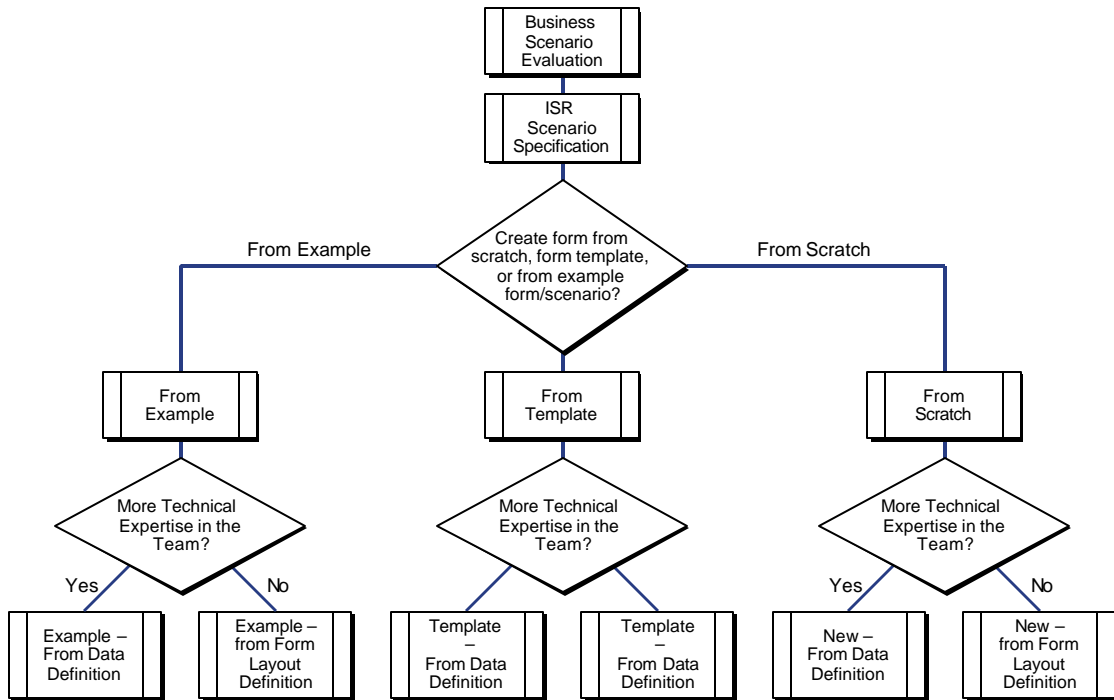 Business
Scenario
Evaluation
ISR
Scenario
Specification
Create form from
scratch, form template,
or from example
form/scenario?
From Example
From Scratch
From
Example
From
Template
From
Scratch
More Technical
Expertise in the
Team?
More Technical
Expertise in the
Team?
More Technical
Expertise in the
Team?
Yes
No
Yes
No
Example –
From Data
Definition
Example –
from Form
Layout
Definition
Template
–
From Data
Definition
Template
–
From Data
Definition
New –
From Data
Definition
New –
from Form
Layout
Definition